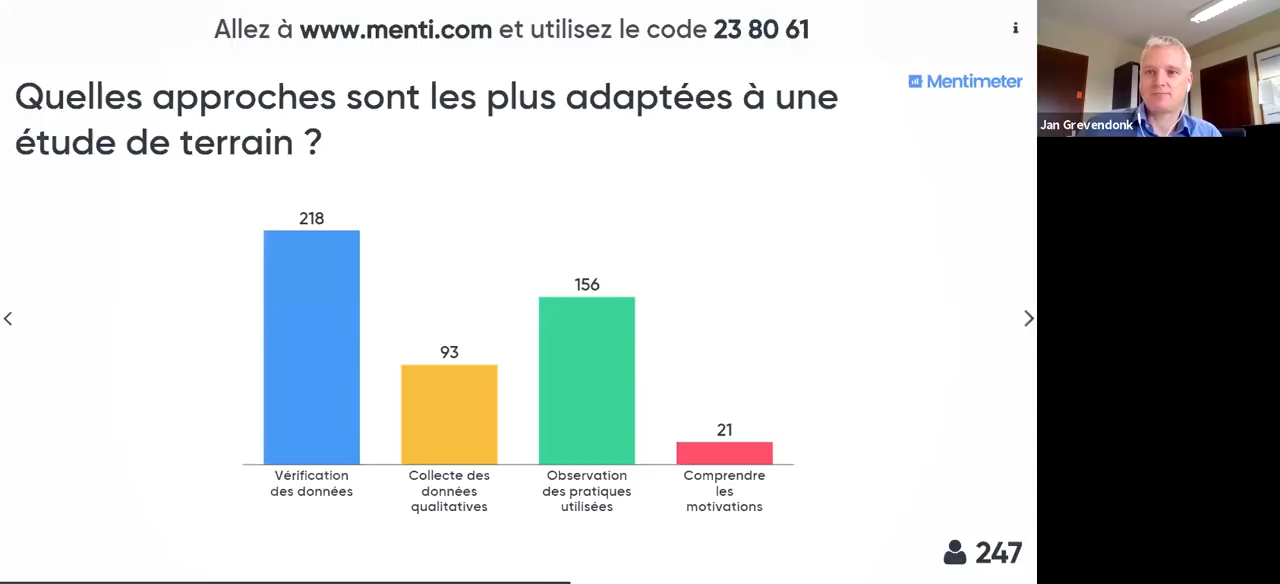 Allez à www.menti.com et utilisez le code 23 80 61
Mentimeter
Quelles approches sont les plus adaptées à une
étude de terrain ?
Jan Grevendonk
218
93
156
21
Vérification
des données
Collecte des
données
qualitatives
Observation
des pratiques
utilisées
Comprendre
les
motivations
247